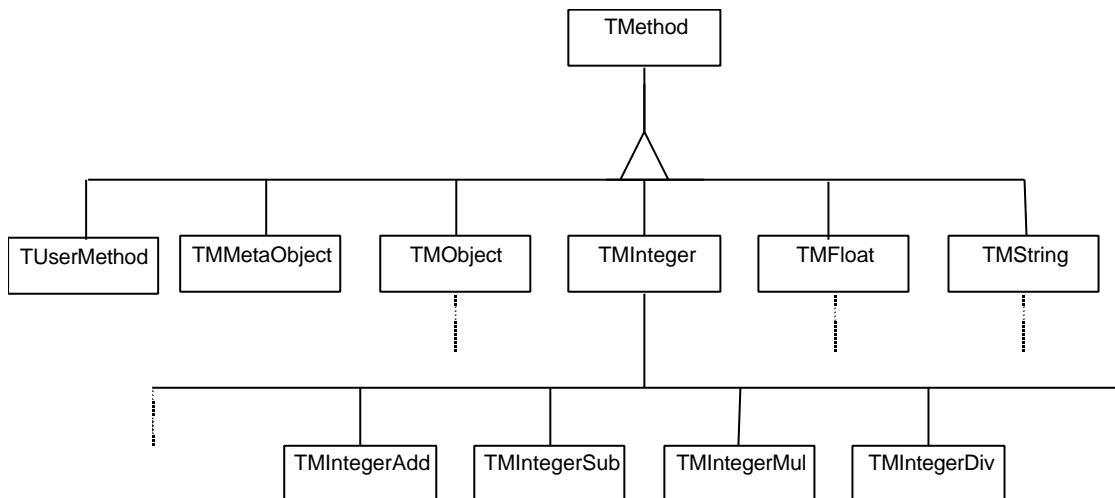 TMethod
TUserMethod
TMMetaObject
TMObject
TMInteger
TMFloat
TMString
TMIntegerAdd
TMIntegerSub
TMIntegerMul
TMIntegerDiv